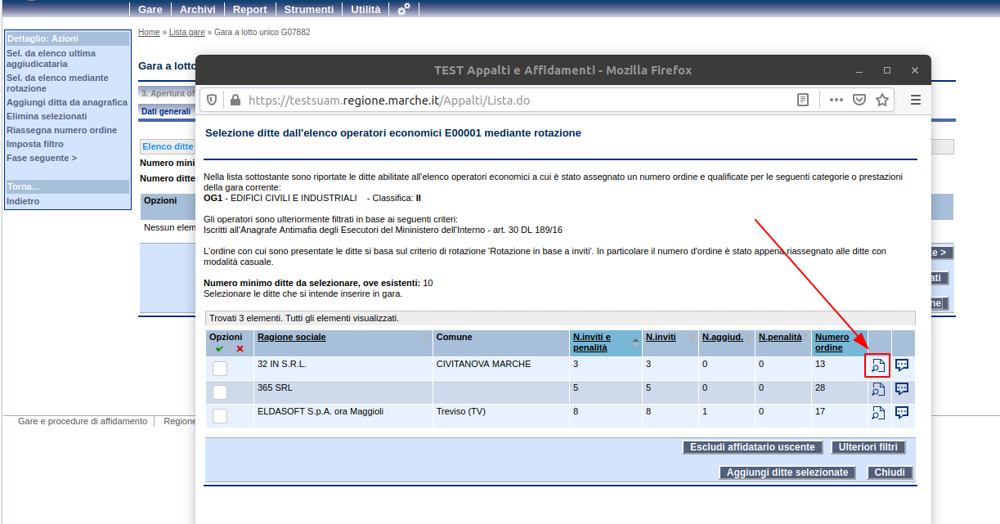 Gare Archivi Report Strumenti Utilità
Home » Lista gare » Gara a lotto unico G07882
Dettaglio: Azioni
Sel. da elenco ultima
aggiudicataria
Sel. da elenco mediante
rotazione
Aggiungi ditta da anagrafica
Elimina selezionati
Riassegna numero ordine
Imposta filtro
Fase seguente >
Torna...
Indietro
Gara a lotto
3. Apertura of
Dati generali
Elenco ditte
Numero mini
Numero ditte
Opzioni
Nessun elem
e >
ati
ne
Gare e procedure di affidamento
Regione
TEST Appalti e Affidamenti - Mozilla Firefox
https://testsuam.regione.marche.it/Appalti/Lista.do
Selezione ditte dall'elenco operatori economici E00001 mediante rotazione
Nella lista sottostante sono riportate le ditte abilitate all'elenco operatori economici a cui è stato assegnato un numero ordine e qualificate per le seguenti categorie o prestazioni
della gara corrente:
OG1 - EDIFICI CIVILI E INDUSTRIALI - Classifica: II
Gli operatori sono ulteriormente filtrati in base ai seguenti criteri:
Iscritti all'Anagrafe Antimafia degli Esecutori del Mininistero dell'Interno - art. 30 DL 189/16
L'ordine con cui sono presentate le ditte si basa sul criterio di rotazione 'Rotazione in base a inviti'. In particolare il numero d'ordine è stato appena riassegnato alle ditte con
modalità casuale.
Numero minimo ditte da selezionare, ove esistenti: 10
Selezionare le ditte che si intende inserire in gara.
Trovati 3 elementi. Tutti gli elementi visualizzati.
Opzioni Ragione sociale Comune N.inviti e penalità N.inviti N.aggiud. N.penalità Numero ordine
32 IN S.R.L. CIVITANOVA MARCHE 3 3 0 0 13
365 SRL 5 5 0 0 28
ELDASOFT S.p.A. ora Maggioli Treviso (TV) 8 8 1 0 17
Escludi affidatario uscente Ulteriori filtri
Aggiungi ditte selezionate Chiudi